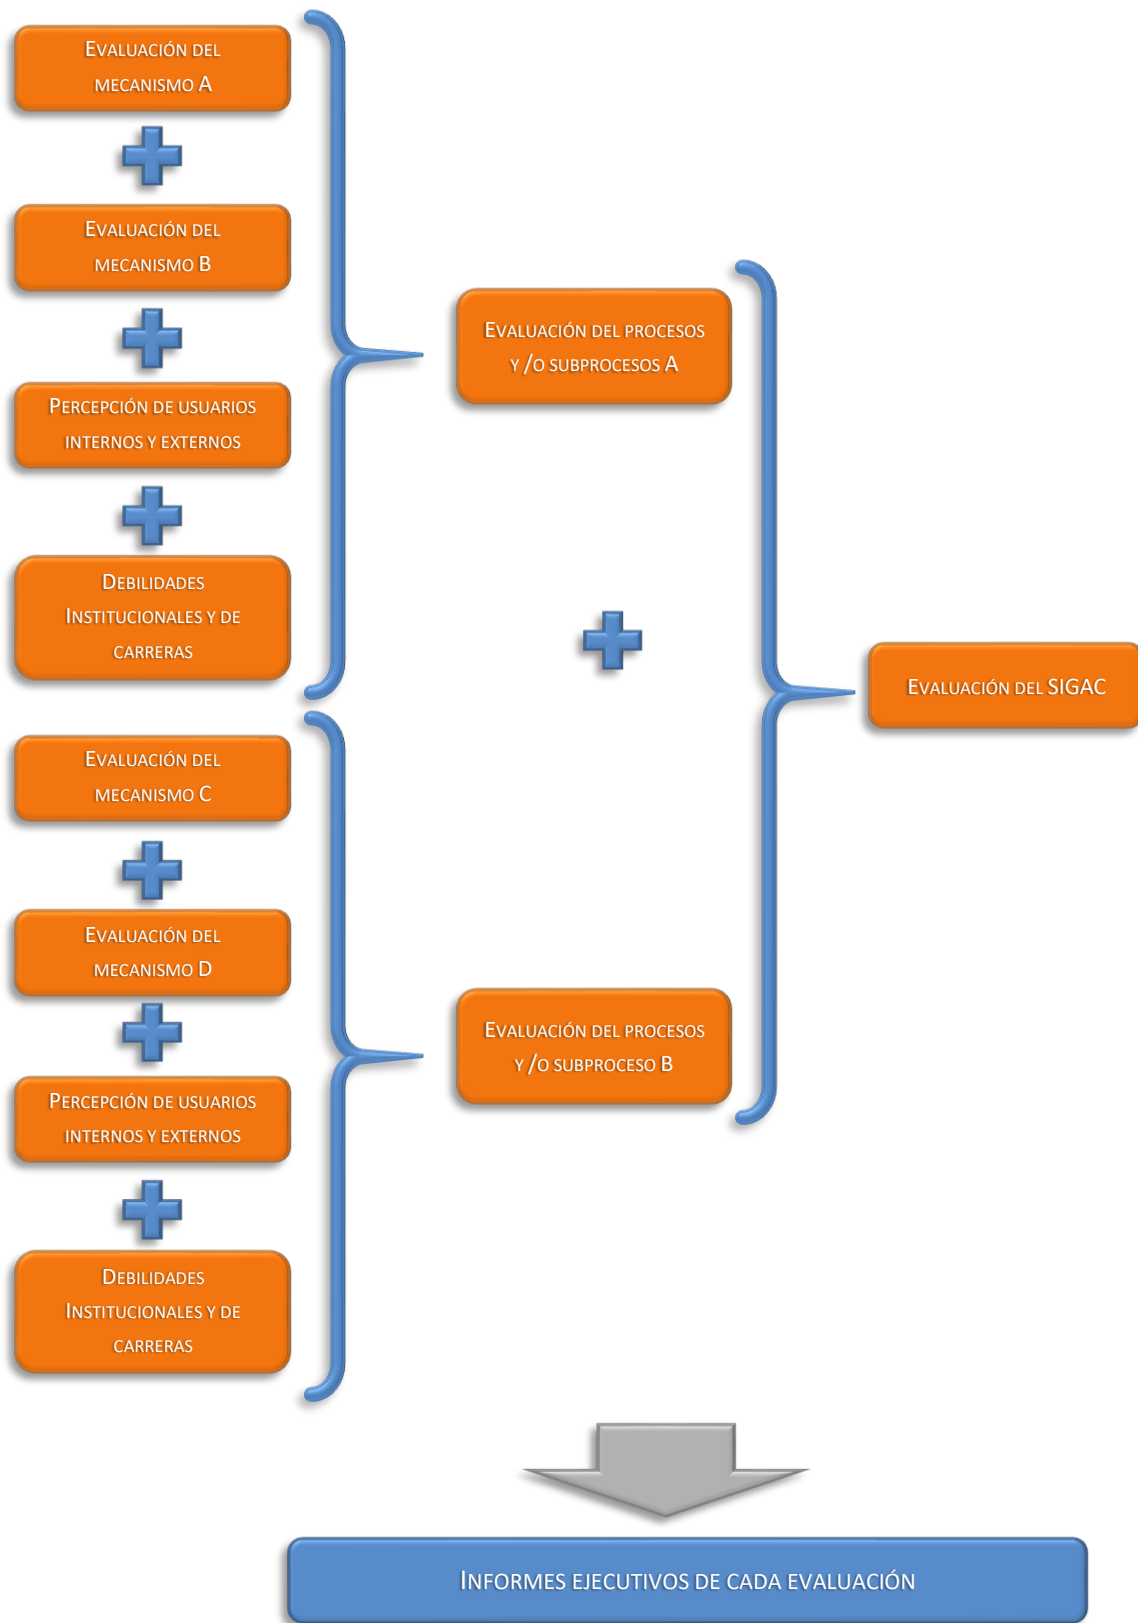 Evaluación del
mecanismo A
Evaluación del
mecanismo B
Percepción de usuarios
internos y externos
Debilidades
Institucionales y de
carreras
Evaluación del procesos
y /o subprocesos A
Evaluación del
mecanismo C
Evaluación del
mecanismo D
Percepción de usuarios
internos y externos
Debilidades
Institucionales y de
carreras
Evaluación del procesos
y /o subproceso B
Evaluación del SIGAC
Informes ejecutivos de cada evaluación